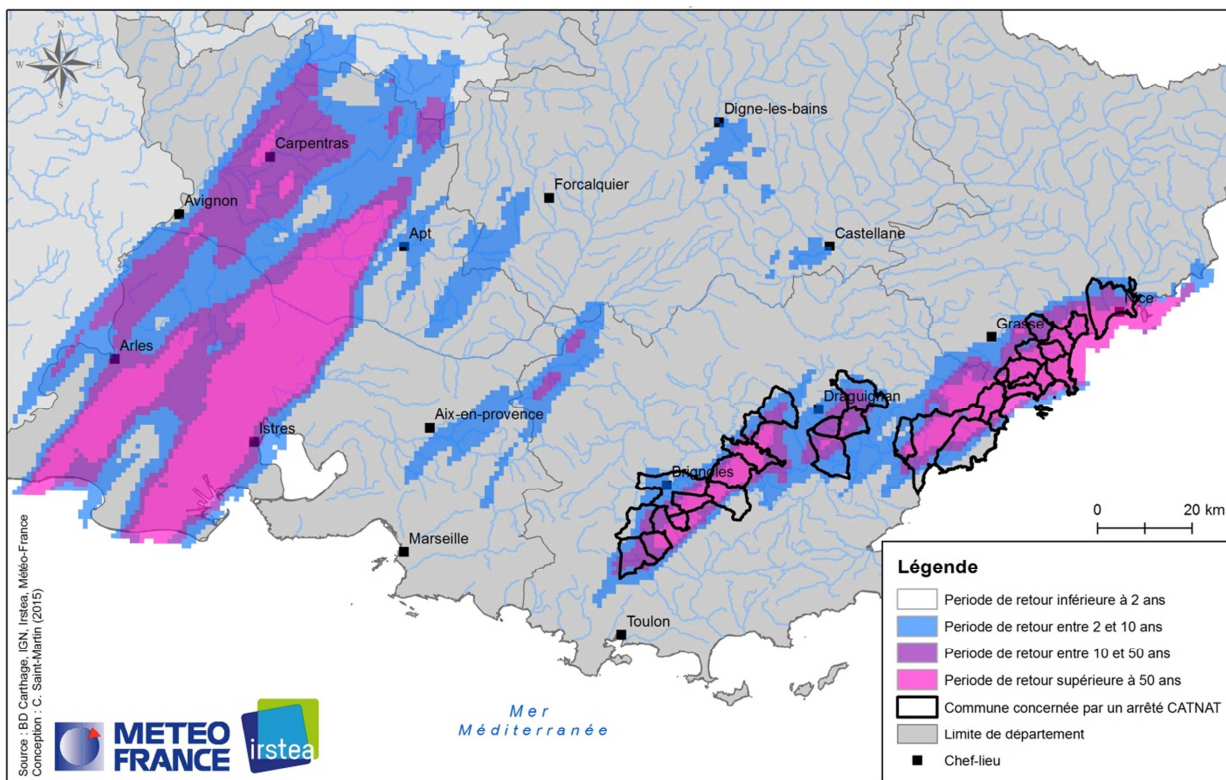 N
W
E
S
Digne-les-bains
Carpentras
Forcalquier
Avignon
Apt
Castellane
Nice
Grasse
Arles
Draguignan
Aix-en-provence
Istres
Brignoles
0 20 km
Marseille
Toulon
Mer
Méditerranée
Source : BD Carthage, IGN, Irstea, Météo-France
Conception : C. Saint-Martin (2015)
METEO
FRANCE
irstea
Légende
Periode de retour inférieure à 2 ans
Periode de retour entre 2 et 10 ans
Periode de retour entre 10 et 50 ans
Periode de retour supérieure à 50 ans
Commune concernée par un arrêté CATNAT
Limite de département
Chef-lieu